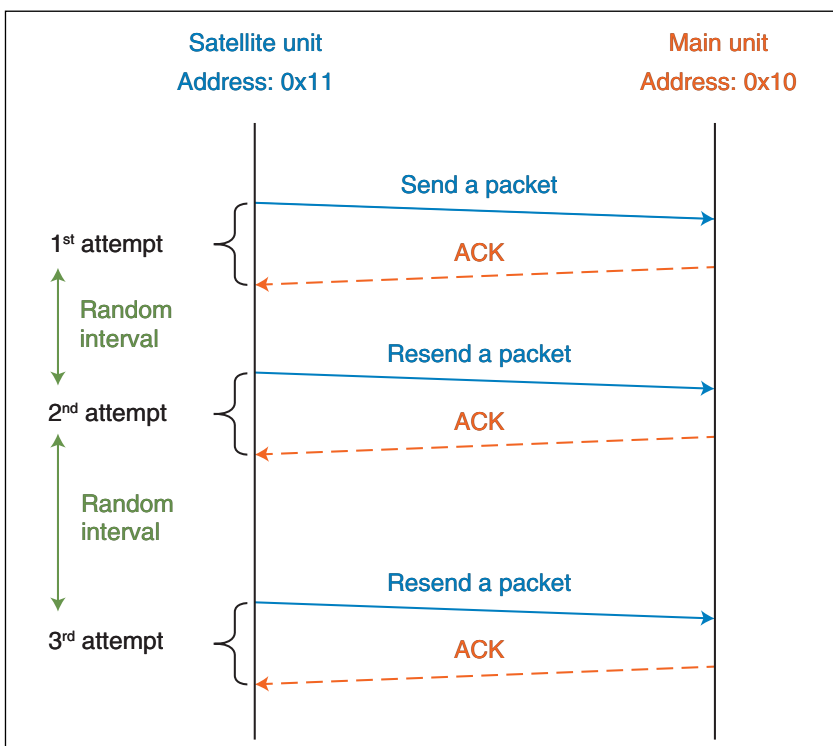 Satellite unit
Address: 0x11
Main unit
Address: 0x10
Send a packet
1st attempt
ACK
Random
interval
Resend a packet
2nd attempt
ACK
Random
interval
Resend a packet
3rd attempt
ACK